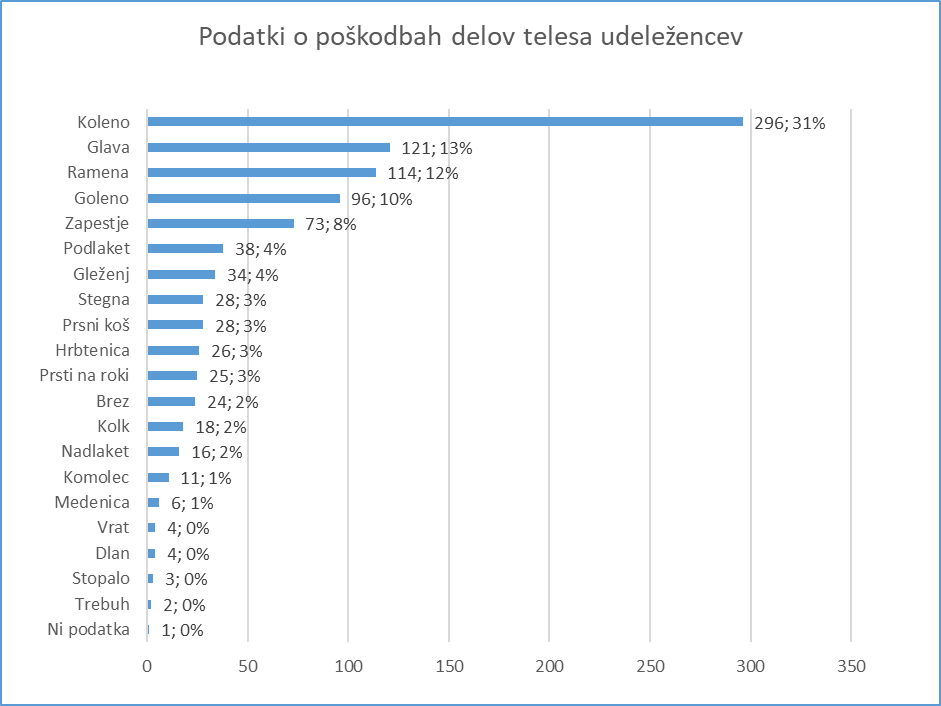 Podatki o poškodbah delov telesa udeležencev
Koleno 296; 31%
Glava 121; 13%
Ramena 114; 12%
Goleno 96; 10%
Zapestje 73; 8%
Podlaket 38; 4%
Gleženj 34; 4%
Stegna 28; 3%
Prsni koš 28; 3%
Hrbtenica 26; 3%
Prsti na roki 25; 3%
Brez 24; 2%
Kolk 18; 2%
Nadlaket 16; 2%
Komolec 11; 1%
Medenica 6; 1%
Vrat 4; 0%
Dlan 4; 0%
Stopalo 3; 0%
Trebuh 2; 0%
Ni podatka 1; 0%
0 50 100 150 200 250 300 350